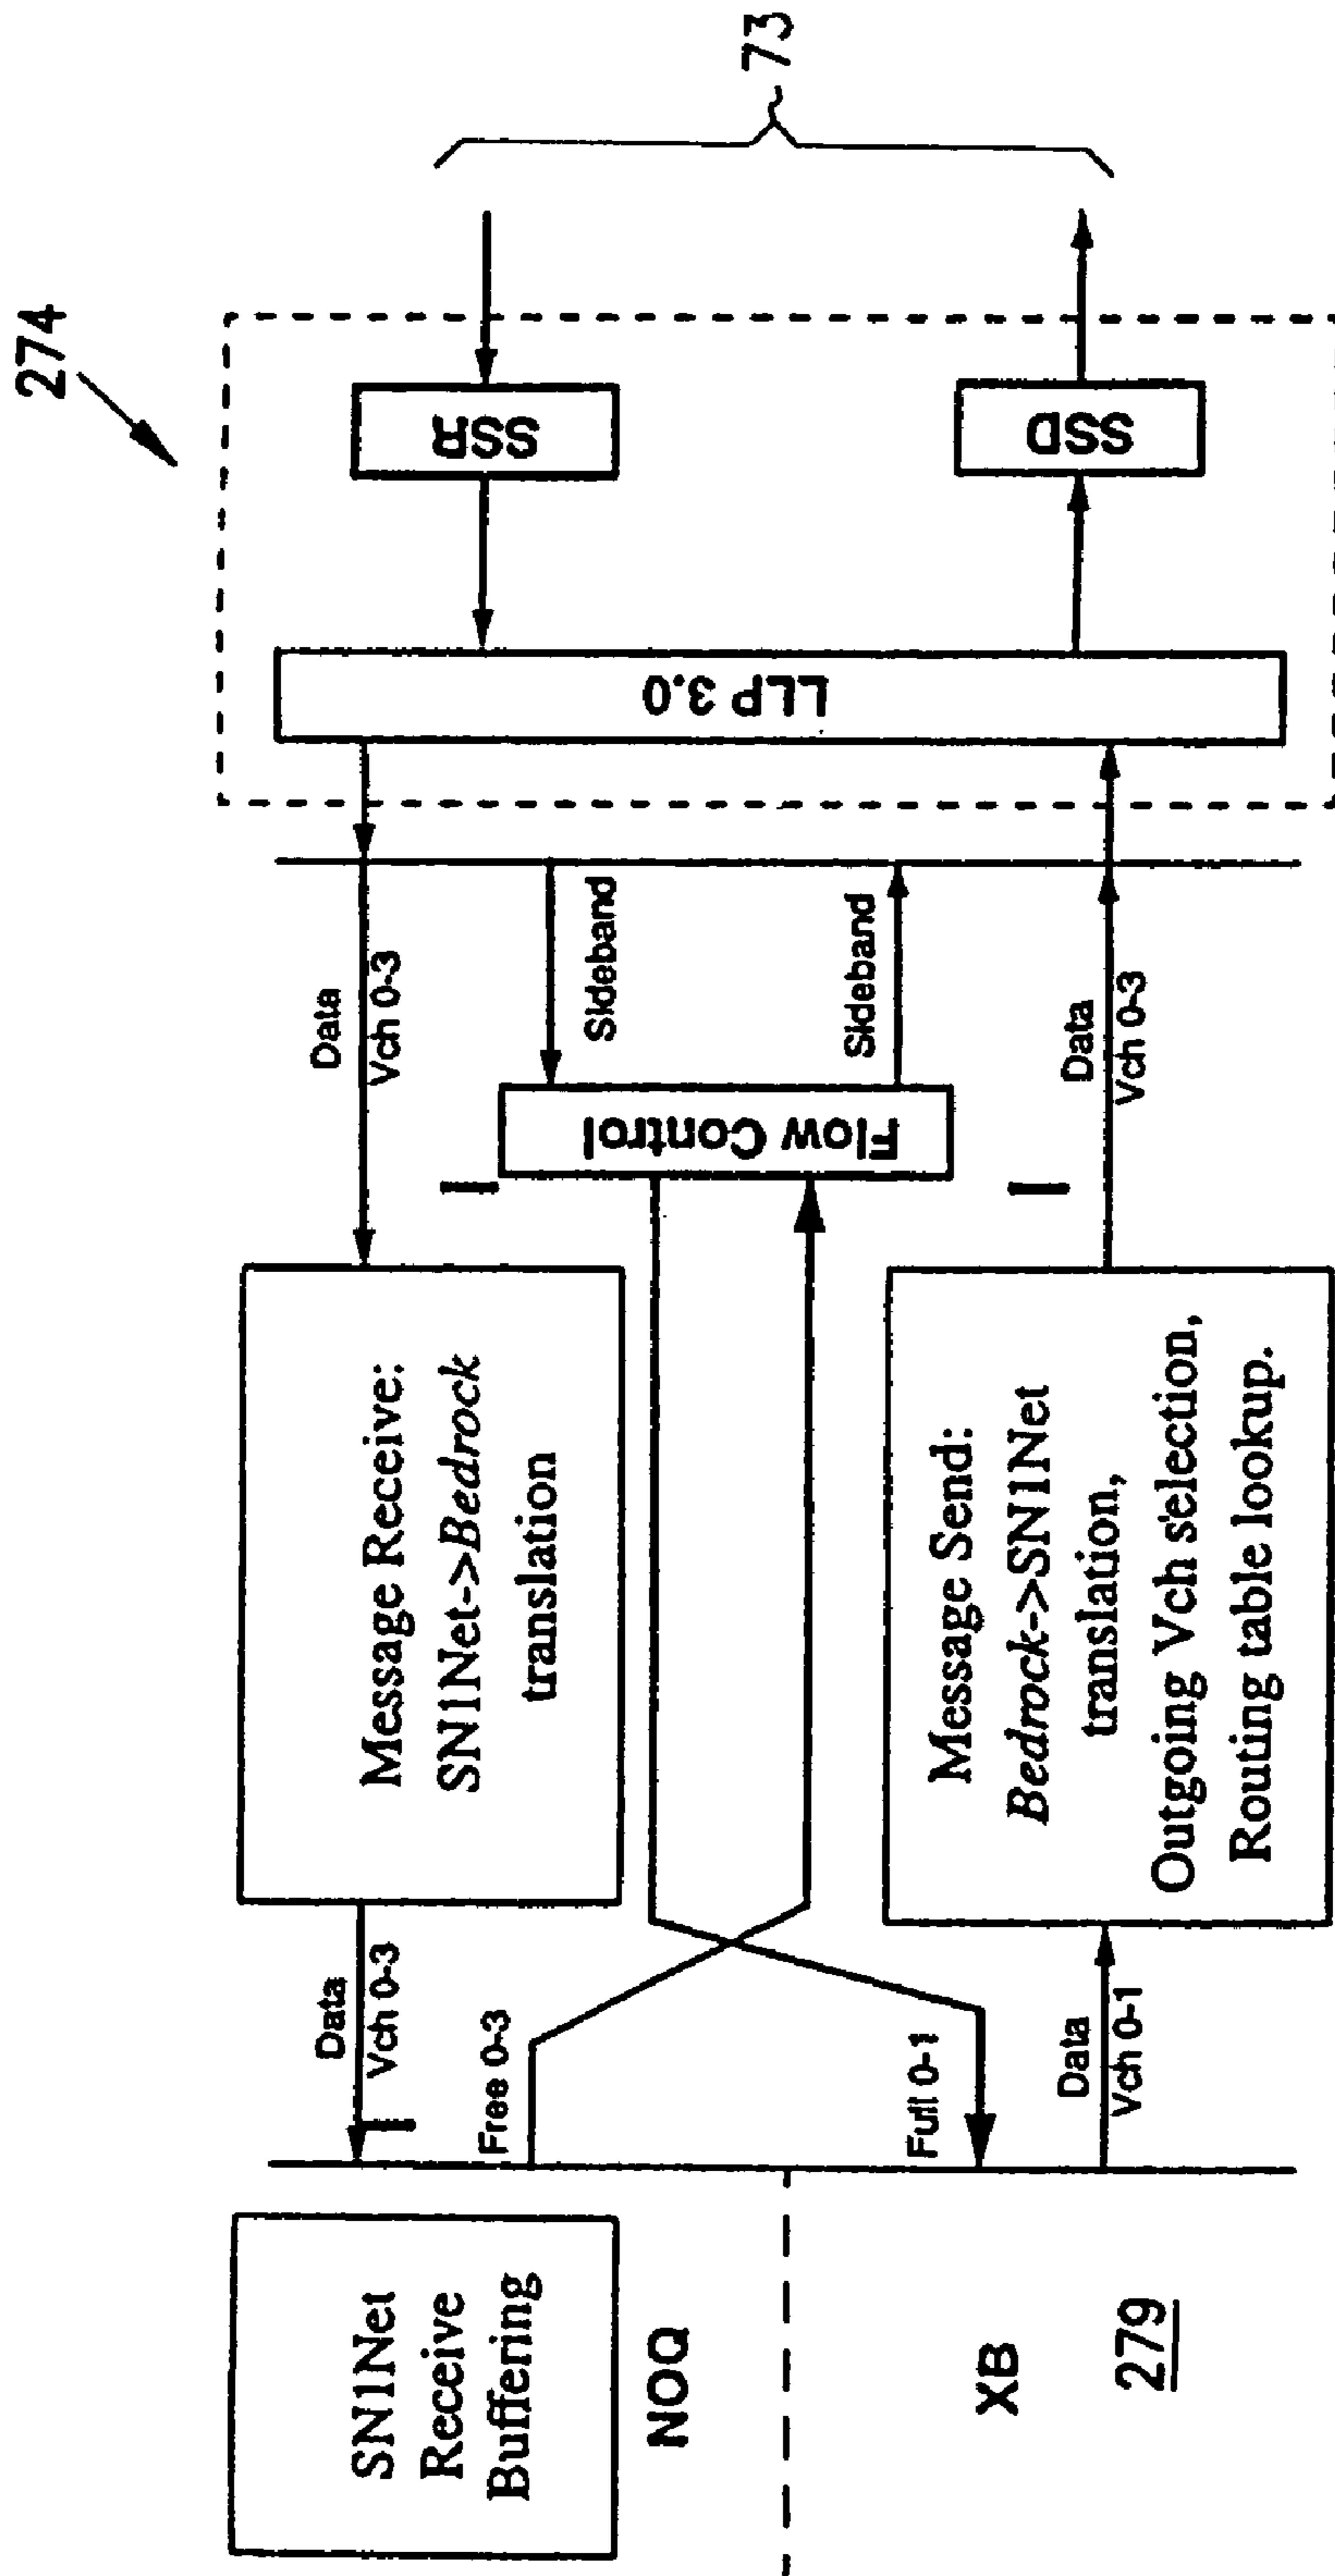 274
73
SSR
SSD
LLP 3.0
Data
Vch 0-3
Sideband
Sideband
Data
Vch 0-3
Flow Control
Message Receive:
SN1Net->Bedrock
translation
Message Send:
Bedrock->SN1Net
translation,
Outgoing Vch selection,
Routing table lookup.
Data
Vch 0-3
Free 0-3
Full 0-1
Data
Vch 0-1
SN1Net
Receive
Buffering
NOQ
XB
279